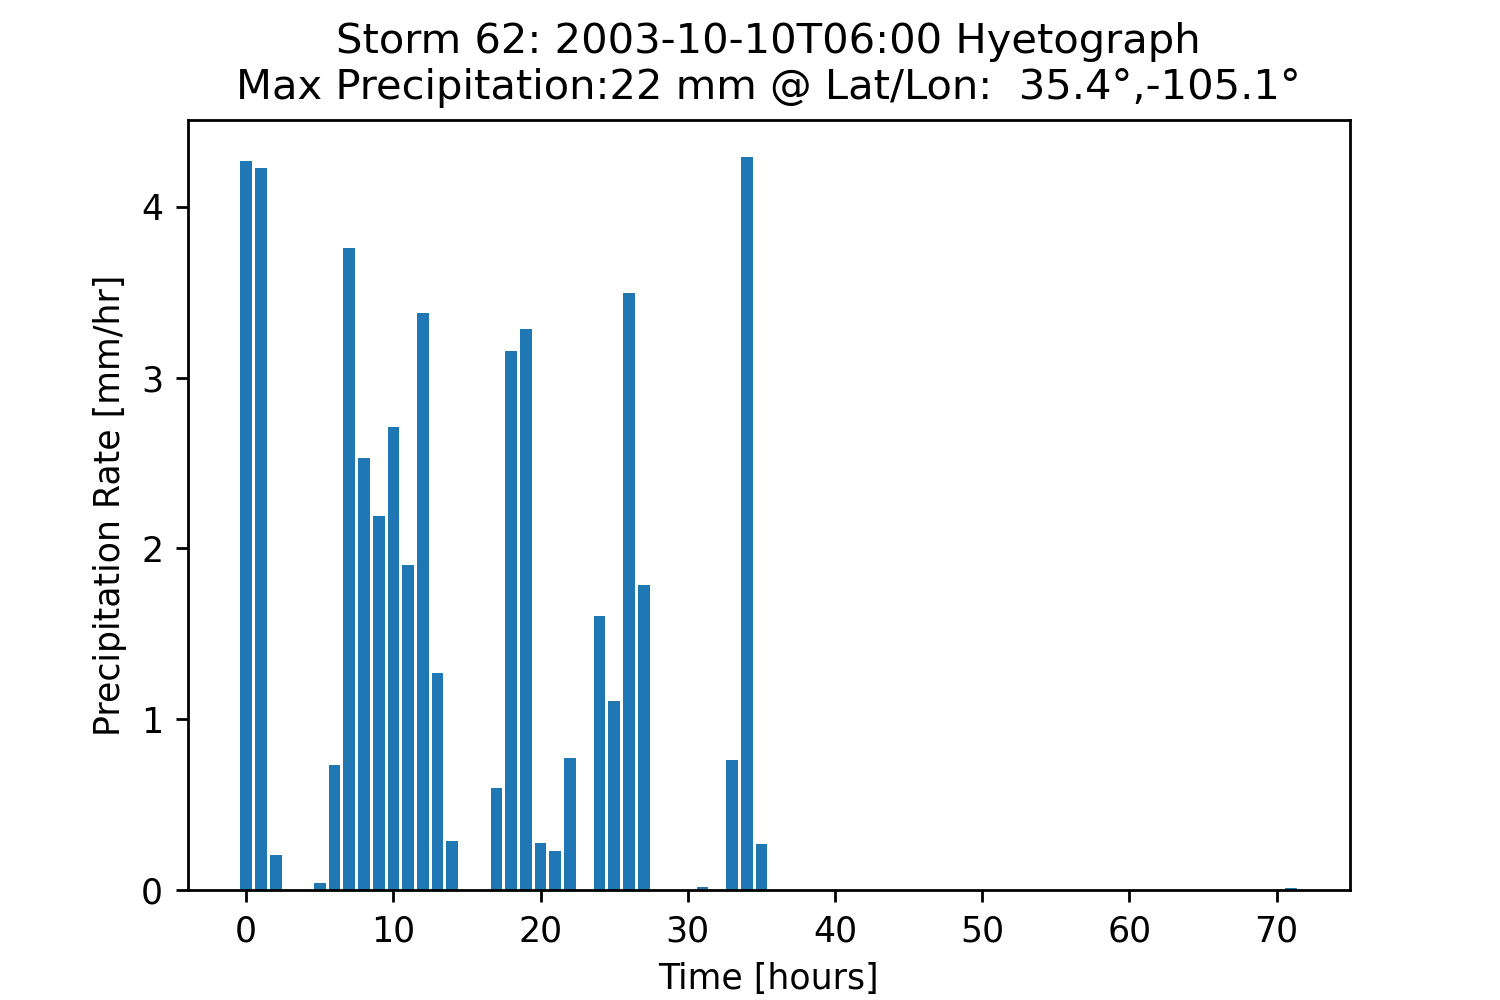 Storm 62: 2003-10-10T06:00 Hyetograph
Max Precipitation:22 mm @ Lat/Lon:  35.4°,-105.1°
Precipitation Rate [mm/hr]
4
3
2
1
0
0 10 20 30 40 50 60 70
Time [hours]